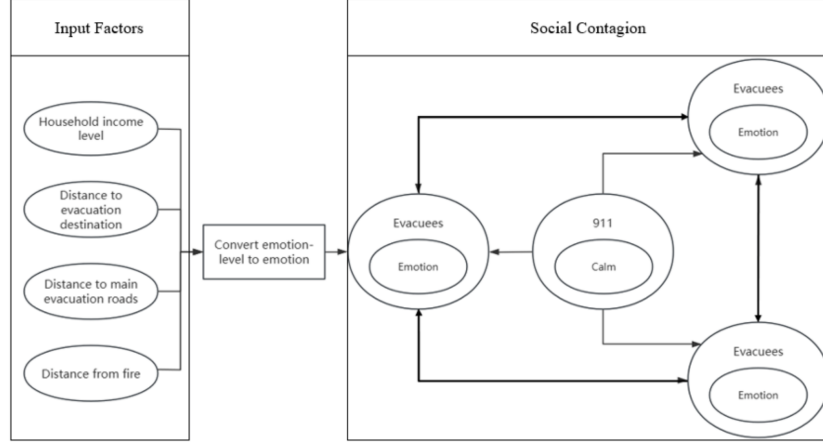 Input Factors
Social Contagion
Household income
level
Distance to
evacuation
destination
Distance to main
evacuation roads
Distance from fire
Convert emotion-
level to emotion
Evacuees
Emotion
911
Calm
Evacuees
Emotion
Evacuees
Emotion